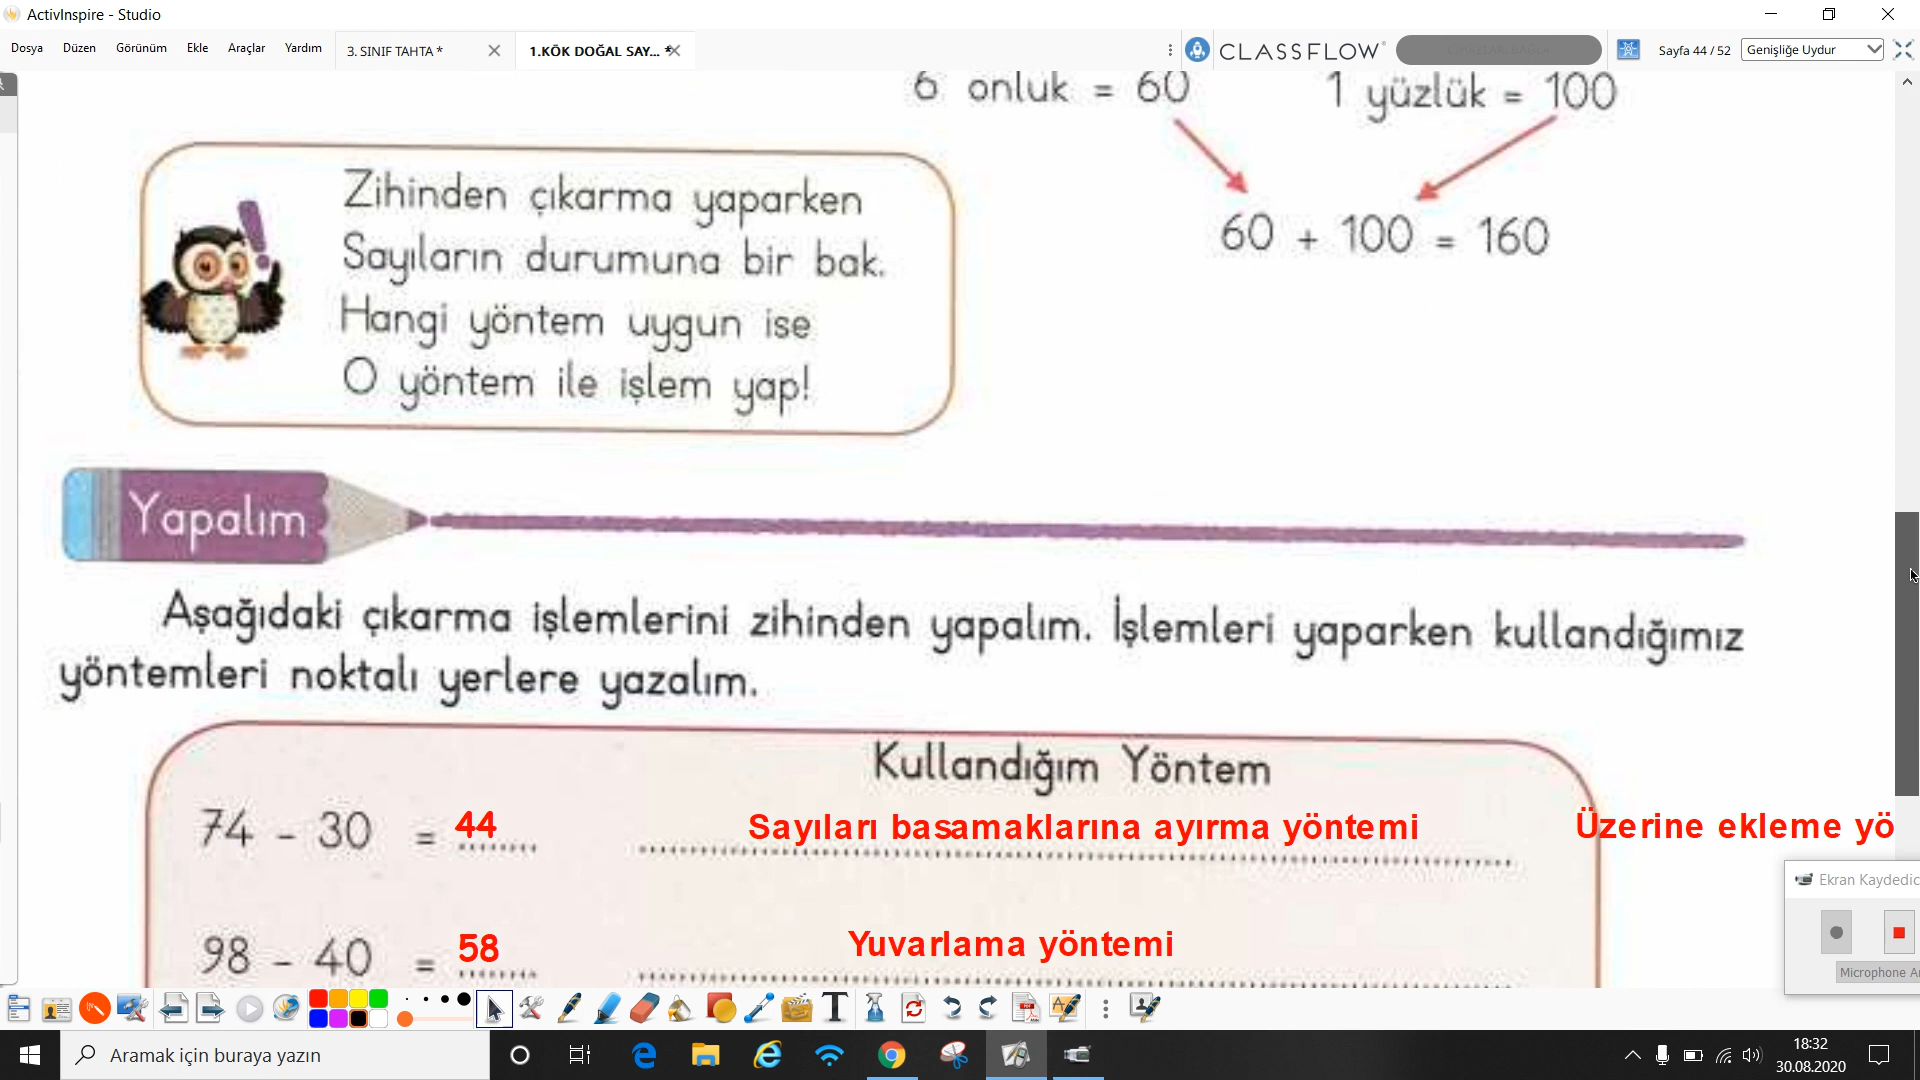 ActivInspire - Studio
Dosya Düzen Görünüm Ekle Araçlar Yardım
3. SINIF TAHTA *
1.KÖK DOĞAL SAY... *
CLASSFLOW
Sayfa 44 / 52
Genişliğe Uydur
6 onluk = 60
1 yüzlük = 100
60 + 100 = 160
Zihinden çıkarma yaparken
Sayıların durumuna bir bak.
Hangi yöntem uygun ise
O yöntem ile işlem yap!
Yapalım
Aşağıdaki çıkarma işlemlerini zihinden yapalım. İşlemleri yaparken kullandığımız
yöntemleri noktalı yerlere yazalım.
Kullandığım Yöntem
74 - 30 = 44 Sayıları basamaklarına ayırma yöntemi
Üzerine ekleme yö
98 - 40 = 58 Yuvarlama yöntemi
Ekran Kaydedic
Microphone
Aramak için buraya yazın
18:32
30.08.2020